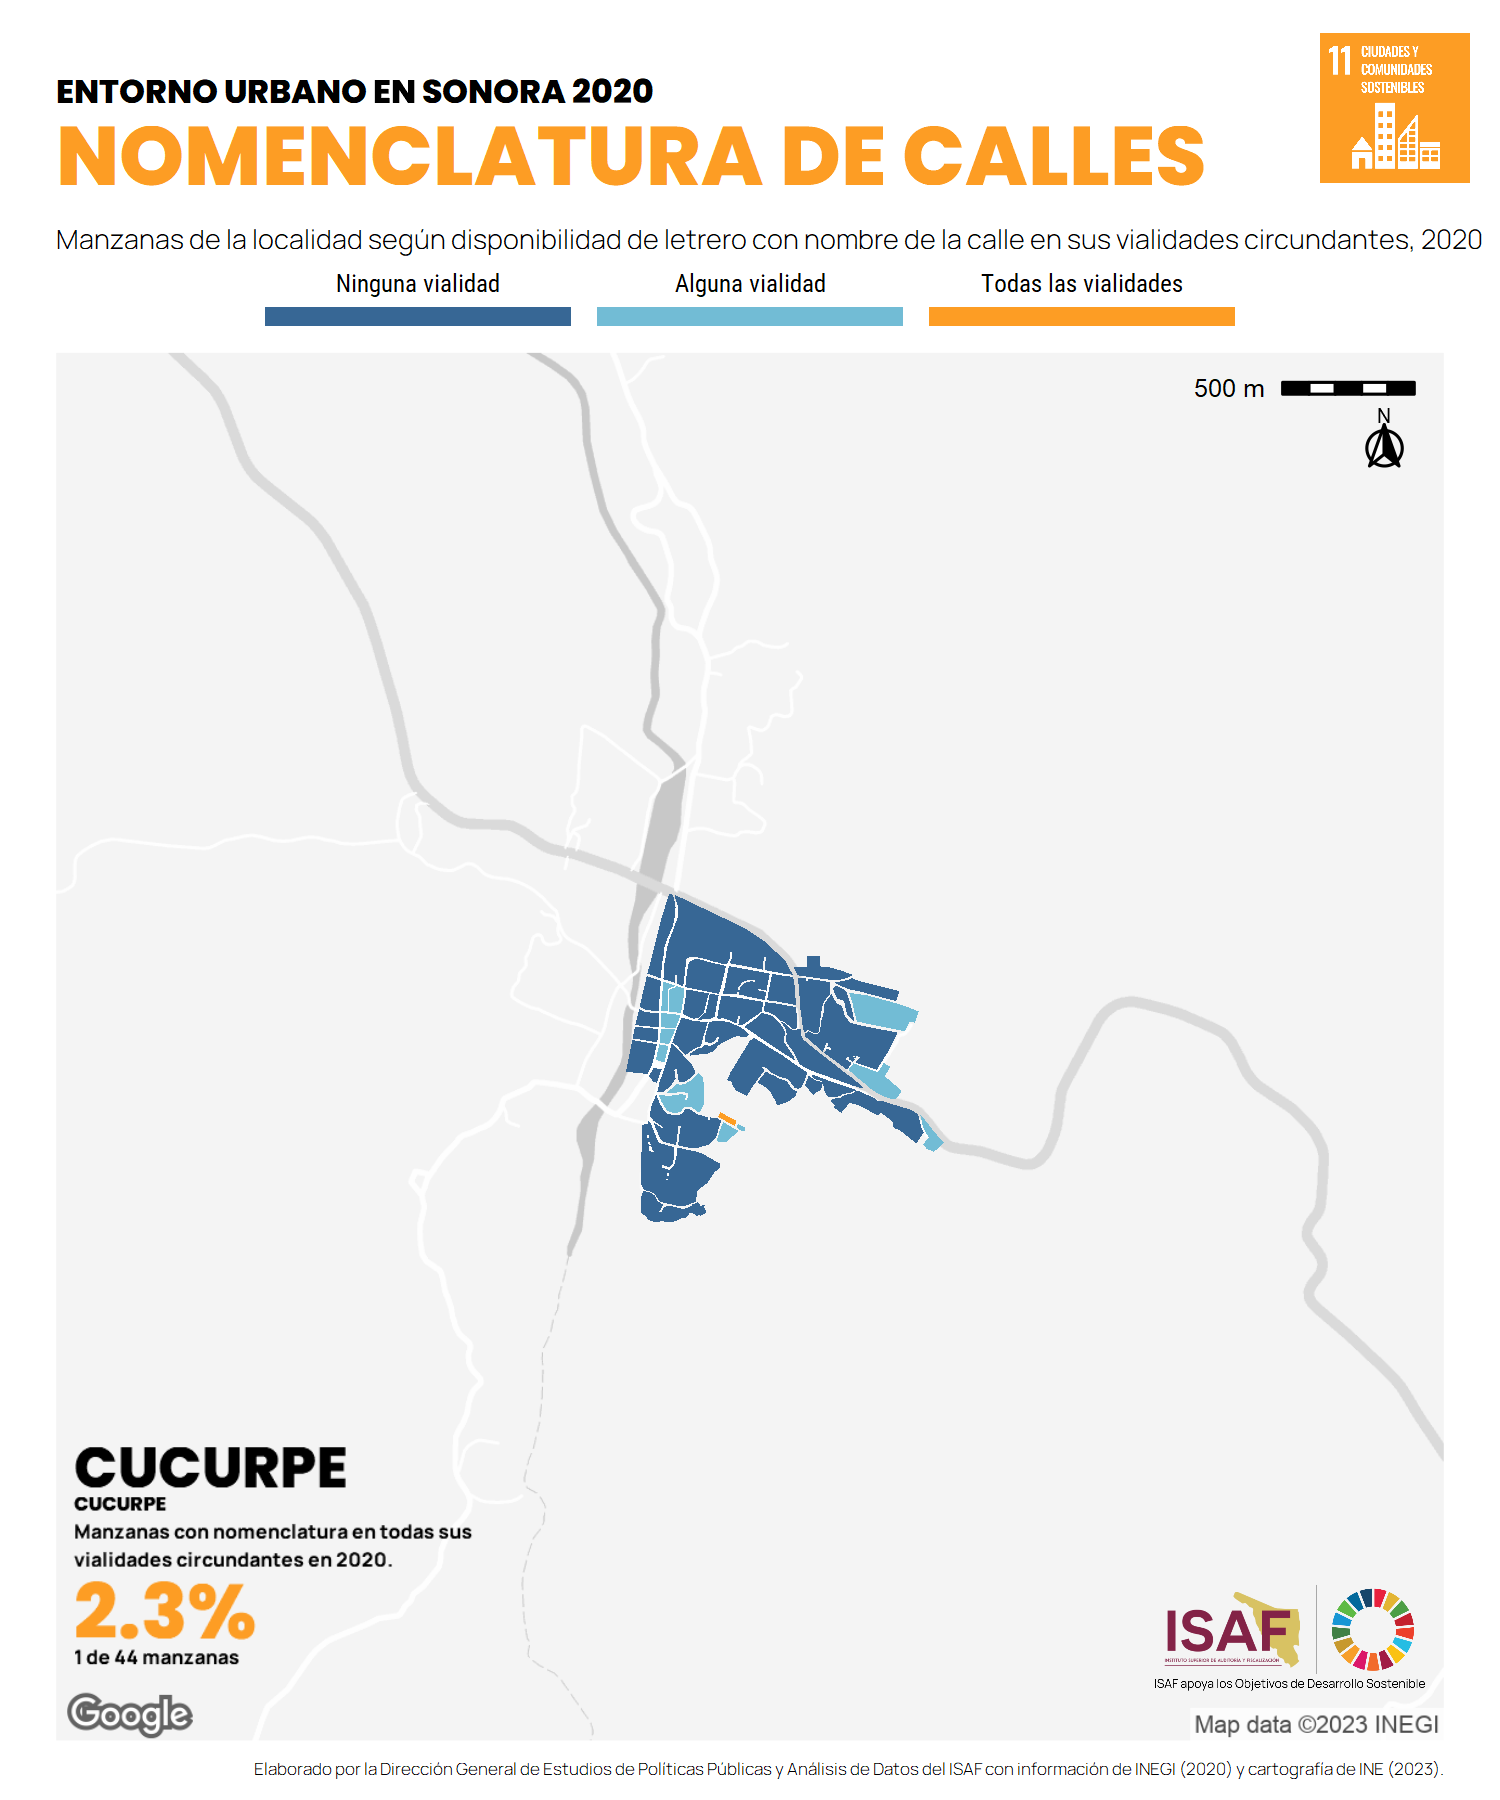 11 CIUDADES Y
COMUNIDADES
SOSTENIBLES
ENTORNO URBANO EN SONORA 2020
NOMENCLATURA DE CALLES
Manzanas de la localidad según disponibilidad de letrero con nombre de la calle en sus vialidades circundantes, 2020
Ninguna vialidad Alguna vialidad Todas las vialidades
500 m
N
CUCURPE
CUCURPE
Manzanas con nomenclatura en todas sus
vialidades circundantes en 2020.
2.3%
1 de 44 manzanas
ISAF
INSTITUTO SUPERIOR DE AUDITORÍA Y FISCALIZACIÓN
ISAF apoya los Objetivos de Desarrollo Sostenible
Google
Map data ©2023 INEGI
Elaborado por la Dirección General de Estudios de Políticas Públicas y Análisis de Datos del ISAF con información de INEGI (2020) y cartografía de INE (2023).